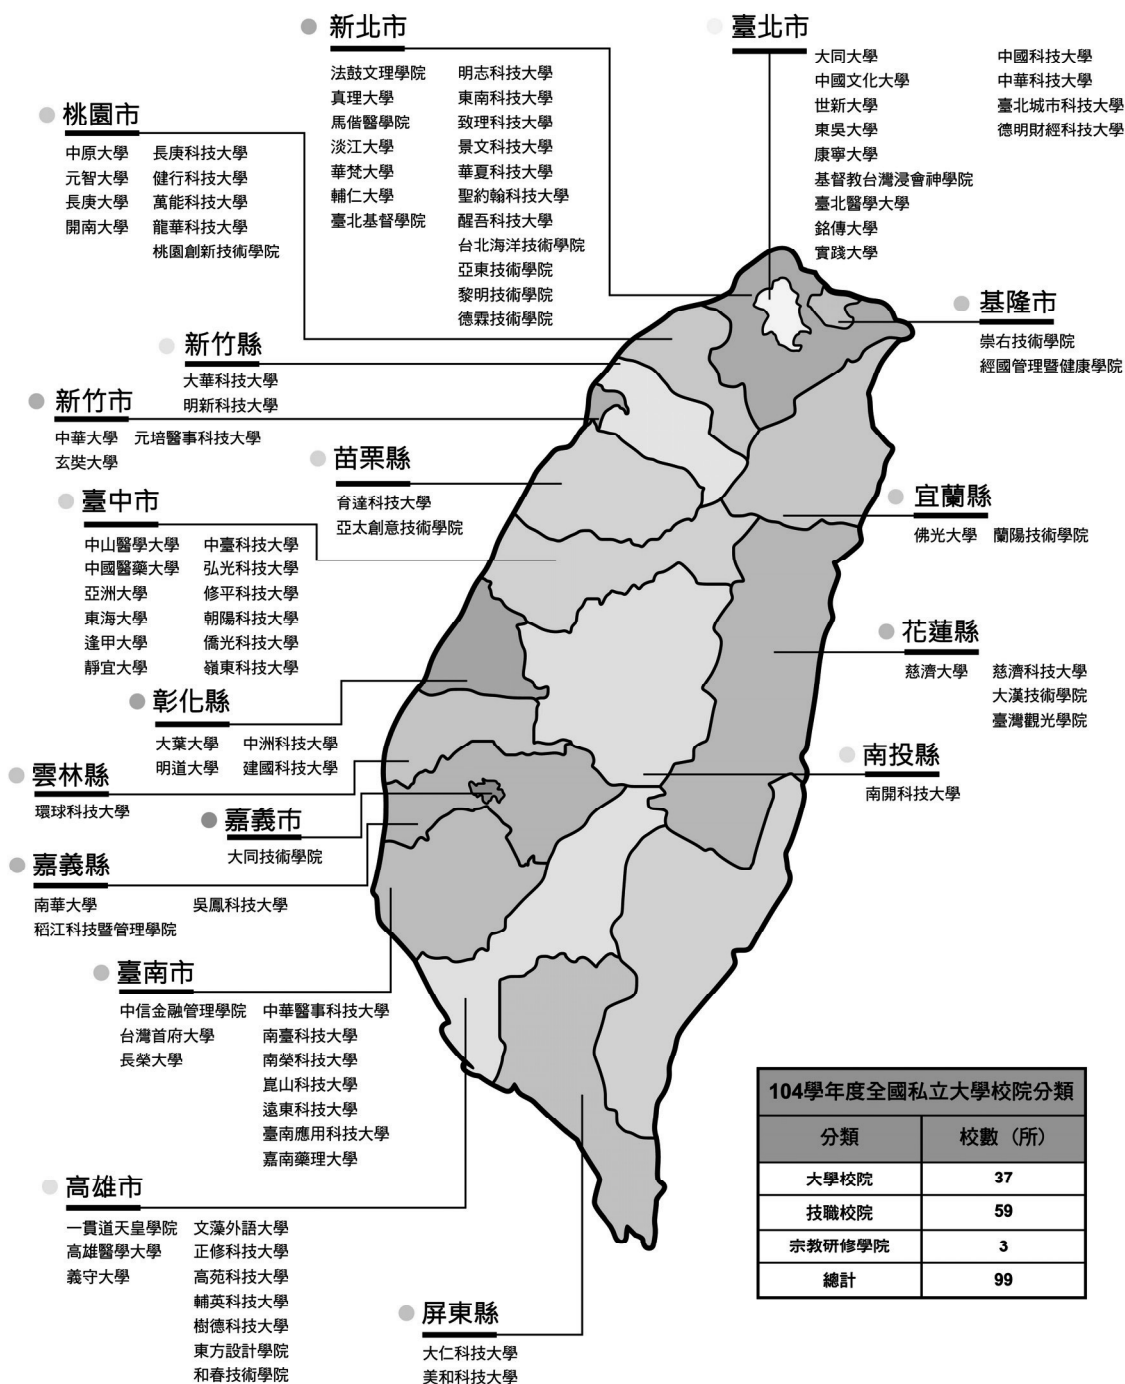 新北市
法鼓文理學院 明志科技大學
真理大學 東南科技大學
馬偕醫學院 致理科技大學
淡江大學 景文科技大學
華梵大學 華夏科技大學
輔仁大學 聖約翰科技大學
臺北基督學院 醒吾科技大學
台北海洋技術學院
亞東技術學院
黎明技術學院
德霖技術學院
臺北市
大同大學 中國科技大學
中國文化大學 中華科技大學
世新大學 臺北城市科技大學
東吳大學 德明財經科技大學
康寧大學
基督教台灣浸會神學院
臺北醫學大學
銘傳大學
實踐大學
桃園市
中原大學 長庚科技大學
元智大學 健行科技大學
長庚大學 萬能科技大學
開南大學 龍華科技大學
桃園創新技術學院
基隆市
崇右技術學院
經國管理暨健康學院
新竹縣
大華科技大學
明新科技大學
新竹市
中華大學 元培醫事科技大學
玄奘大學
苗栗縣
育達科技大學
亞太創意技術學院
臺中市
中山醫學大學 中臺科技大學
中國醫藥大學 弘光科技大學
亞洲大學 修平科技大學
東海大學 朝陽科技大學
逢甲大學 僑光科技大學
靜宜大學 嶺東科技大學
宜蘭縣
佛光大學 蘭陽技術學院
花蓮縣
慈濟大學 慈濟科技大學
大漢技術學院
臺灣觀光學院
彰化縣
大葉大學 中洲科技大學
明道大學 建國科技大學
南投縣
南開科技大學
雲林縣
環球科技大學
嘉義市
大同技術學院
嘉義縣
南華大學 吳鳳科技大學
稻江科技暨管理學院
臺南市
中信金融管理學院 中華醫事科技大學
台灣首府大學 南臺科技大學
長榮大學 南榮科技大學
崑山科技大學
遠東科技大學
臺南應用科技大學
嘉南藥理大學
高雄市
一貫道天皇學院 文藻外語大學
高雄醫學大學 正修科技大學
義守大學 高苑科技大學
輔英科技大學
樹德科技大學
東方設計學院
和春技術學院
屏東縣
大仁科技大學
美和科技大學
104學年度全國私立大學校院分類
分類 校數（所）
大學校院 37
技職校院 59
宗教研修學院 3
總計 99